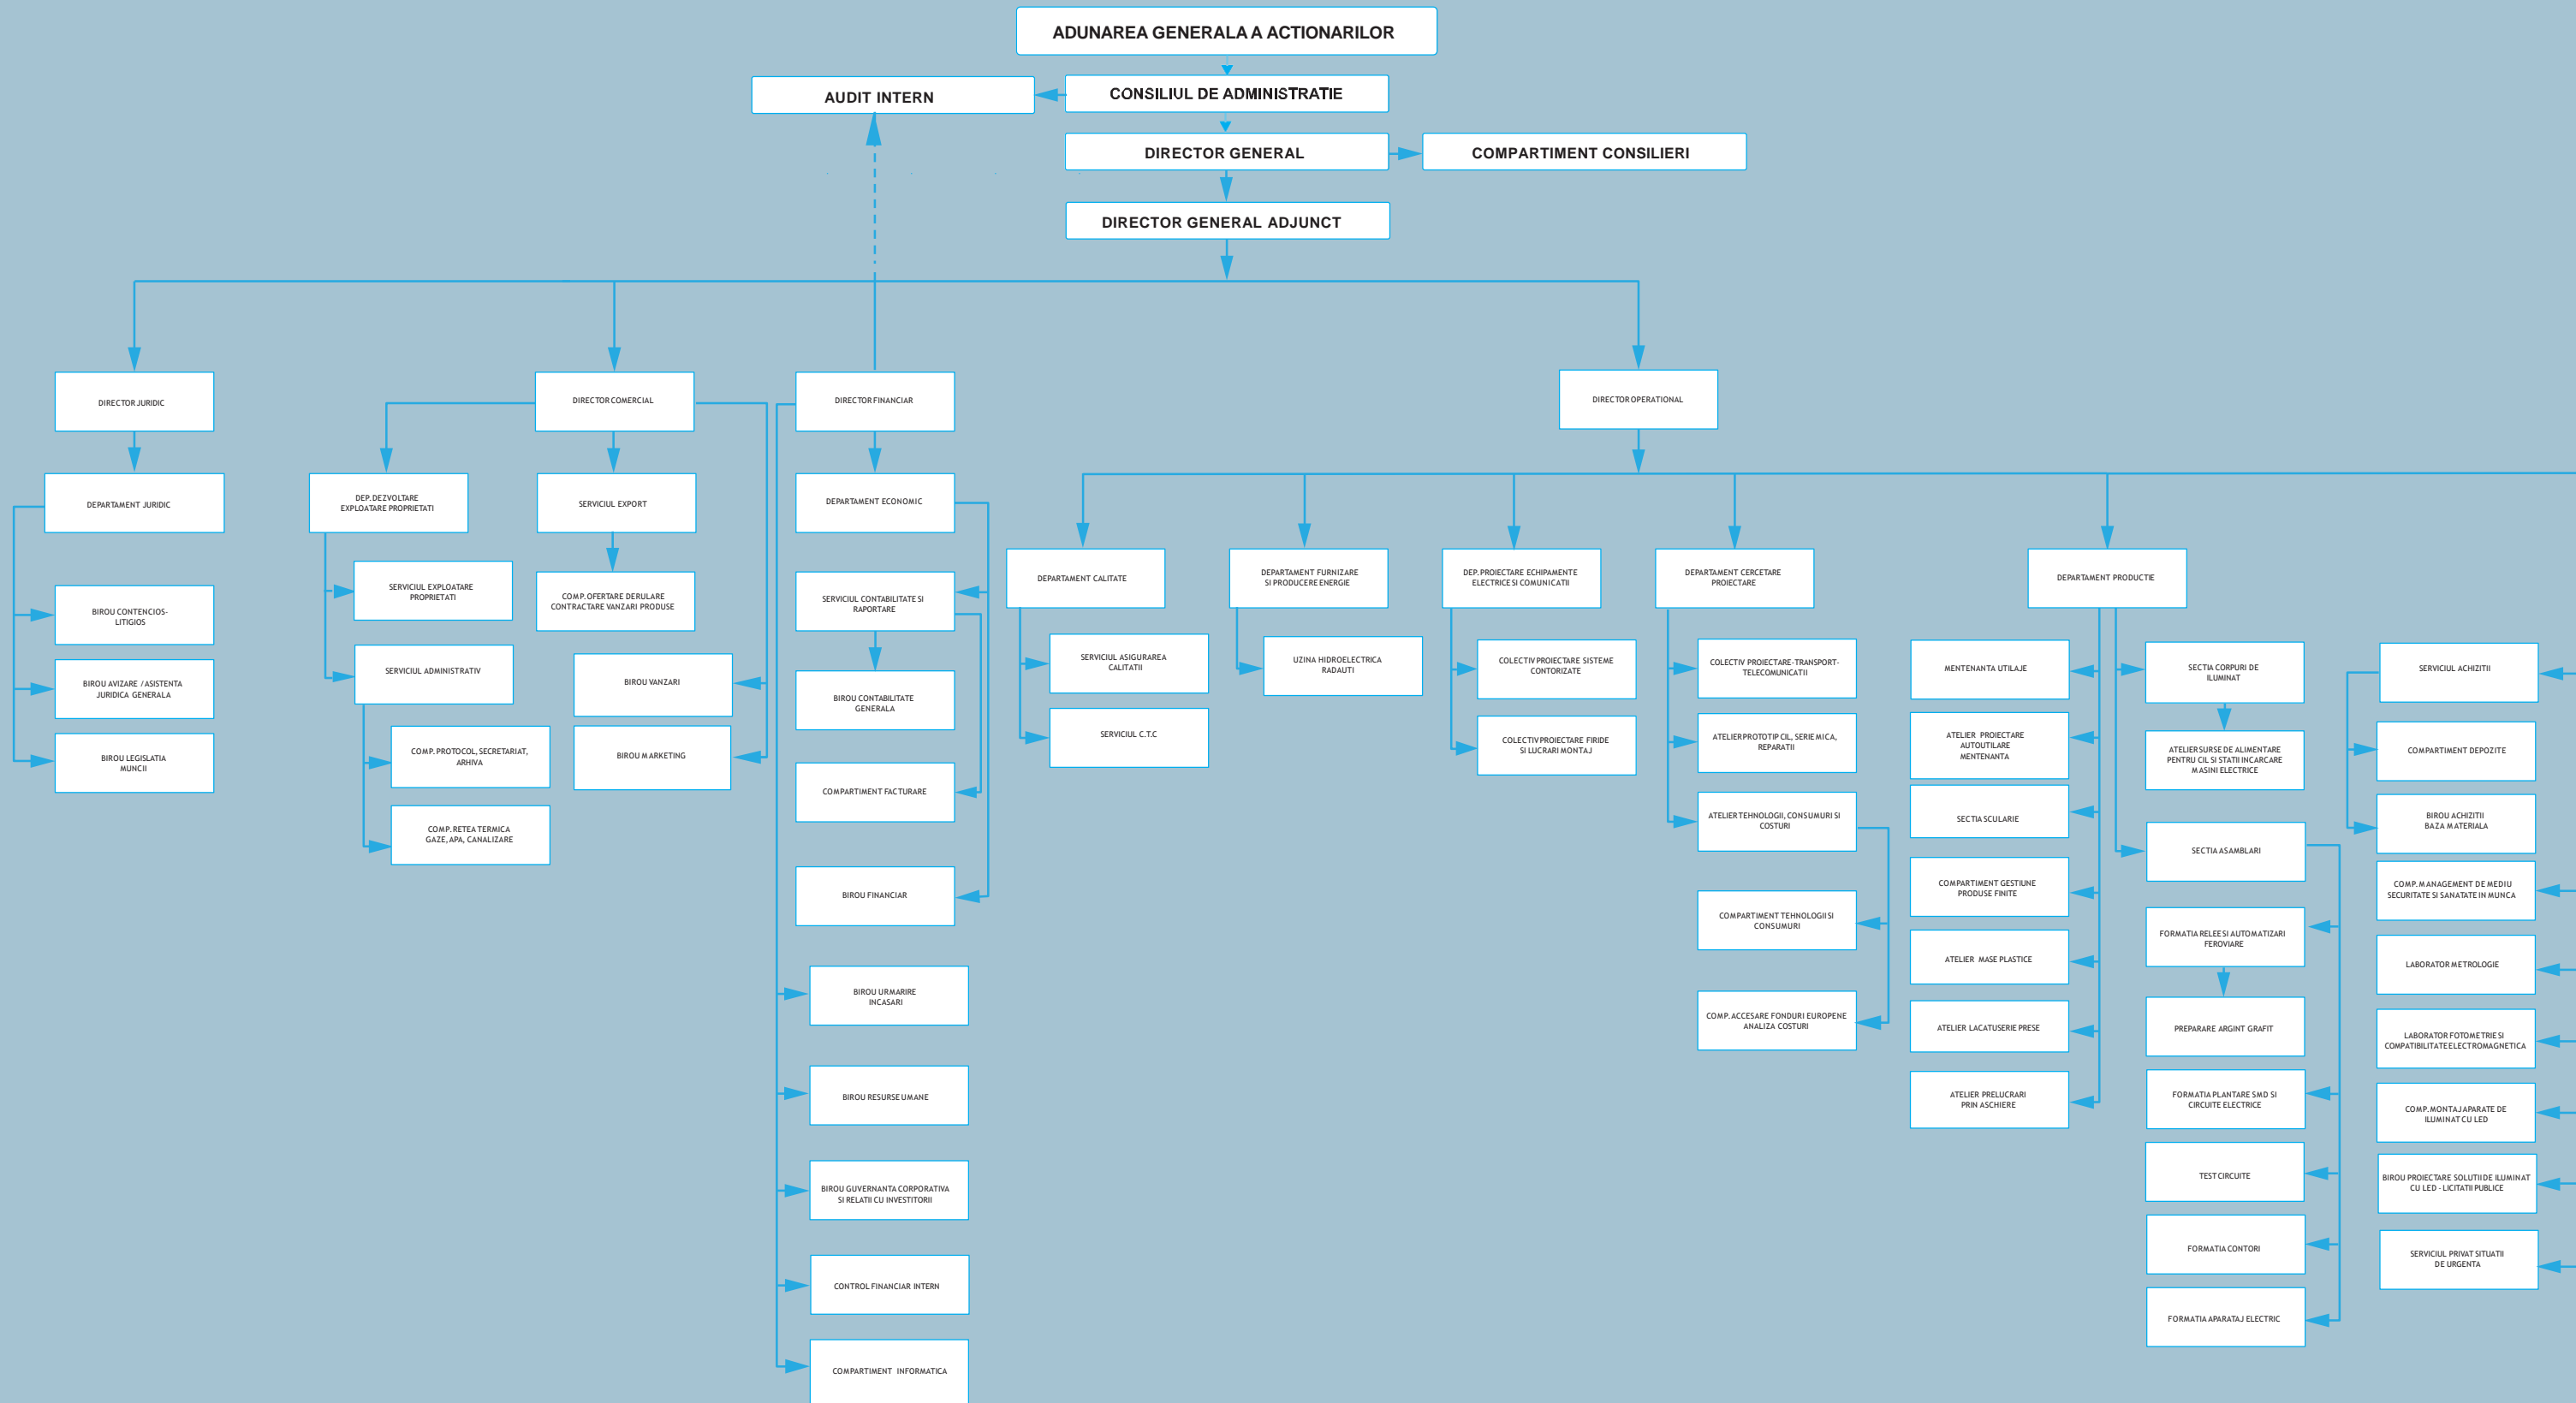 ADUNAREA GENERALA A ACTIONARILOR
AUDIT INTERN
CONSILIUL DE ADMINISTRATIE
DIRECTOR GENERAL
COMPARTIMENT CONSILIERI
DIRECTOR GENERAL ADJUNCT
DIRECTOR JURIDIC
DIRECTOR COMERCIAL
DIRECTOR FINANCIAR
DIRECTOR OPERATIONAL
DEPARTAMENT JURIDIC
BIROU CONTENCIOS-
LITIGIOS
BIROU AVIZARE / ASISTENTA
JURIDICA GENERALA
BIROU LEGISLATIA
MUNCII
DEP. DEZVOLTARE
EXPLOATARE PROPRIETATI
SERVICIUL EXPLOATARE
PROPRIETATI
SERVICIUL ADMINISTRATIV
COMP. PROTOCOL, SECRETARIAT,
ARHIVA
COMP. RETEA TERMICA
GAZE, APA, CANALIZARE
SERVICIUL EXPORT
COMP. OFERTARE DERULARE
CONTRACTARE VANZARI PRODUSE
BIROU VANZARI
BIROU MARKETING
DEPARTAMENT ECONOMIC
SERVICIUL CONTABILITATE SI
RAPORTARE
BIROU CONTABILITATE
GENERALA
COMPARTIMENT FACTURARE
BIROU FINANCIAR
BIROU URMARIRE
INCASARI
BIROU RESURSE UMANE
BIROU GUVERNANTA CORPORATIVA
SI RELATII CU INVESTITORII
CONTROL FINANCIAR INTERN
COMPARTIMENT INFORMATICA
DEPARTAMENT CALITATE
SERVICIUL ASIGURAREA
CALITATII
SERVICIUL C.T.C
DEPARTAMENT FURNIZARE
SI PRODUCERE ENERGIE
UZINA HIDROELECTRICA
RADAUTI
DEP. PROIECTARE ECHIPAMENTE
ELECTRICE SI COMUNICATII
COLECTIV PROIECTARE SISTEME
CONTORIZATE
COLECTIV PROIECTARE FIRIDE
SI LUCRARI MONTAJ
DEPARTAMENT CERCETARE
PROIECTARE
COLECTIV PROIECTARE-TRANSPORT-
TELECOMUNICATII
ATELIER PROTOTIP CIL, SERIE MICA,
REPARATII
ATELIER TEHNOLOGII, CONSUMURI SI
COSTURI
COMPARTIMENT TEHNOLOGII SI
CONSUMURI
COMP. ACCESARE FONDURI EUROPENE
ANALIZA COSTURI
DEPARTAMENT PRODUCTIE
MENTENANTA UTILAJE
ATELIER PROIECTARE
AUTOUTILARE
MENTENANTA
SECTIA SCULARIE
COMPARTIMENT GESTIUNE
PRODUSE FINITE
ATELIER MASE PLASTICE
ATELIER LACATUSERIE PRESE
ATELIER PRELUCRARI
PRIN ASCHIERE
SECTIA CORPURI DE
ILUMINAT
ATELIER SURSE DE ALIMENTARE
PENTRU CIL SI STATII INCARCARE
MASINI ELECTRICE
SECTIA ASAMBLARI
FORMATIA RELEE SI AUTOMATIZARI
FEROVIARE
PREPARARE ARGINT GRAFIT
FORMATIA PLANTARE SMD SI
CIRCUITE ELECTRICE
TEST CIRCUITE
FORMATIA CONTORI
FORMATIA APARATAJ ELECTRIC
SERVICIUL ACHIZITII
COMPARTIMENT DEPOZITE
BIROU ACHIZITII
BAZA MATERIALA
COMP. MANAGEMENT DE MEDIU
SECURITATE SI SANATATE IN MUNCA
LABORATOR METROLOGIE
LABORATOR FOTOMETRIE SI
COMPATIBILITATE ELECTROMAGNETICA
COMP. MONTAJ APARATE DE
ILUMINAT CU LED
BIROU PROIECTARE SOLUTII DE ILUMINAT
CU LED - LICITATII PUBLICE
SERVICIUL PRIVAT SITUATII
DE URGENTA